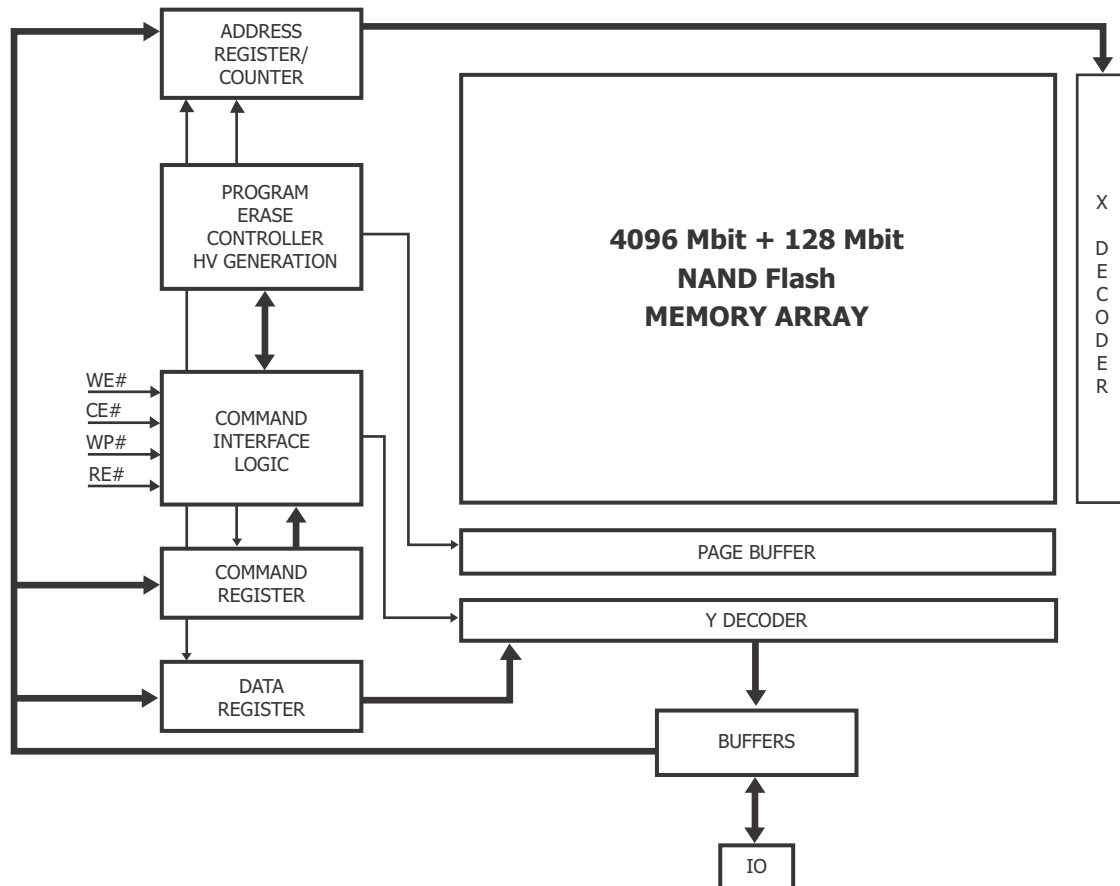 ADDRESS
REGISTER/
COUNTER
PROGRAM
ERASE
CONTROLLER
HV GENERATION
4096 Mbit + 128 Mbit
NAND Flash
MEMORY ARRAY
X
D
E
C
O
D
E
R
WE#
CE#
WP#
RE#
COMMAND
INTERFACE
LOGIC
PAGE BUFFER
COMMAND
REGISTER
Y DECODER
DATA
REGISTER
BUFFERS
IO